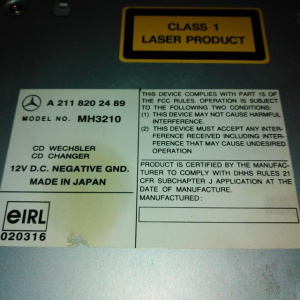 CLASS 1
LASER PRODUCT
A 211 820 24 89
MODEL NO. MH3210
CD WECHSLER
CD CHANGER
12V D.C. NEGATIVE GND.
MADE IN JAPAN
eIRL
020316
THIS DEVICE COMPLIES WITH PART 15 OF
THE FCC RULES. OPERATION IS SUBJECT
TO THE FOLLOWING TWO CONDITIONS:
(1) THIS DEVICE MAY NOT CAUSE HARMFUL
INTERFERENCE.
(2) THIS DEVICE MUST ACCEPT ANY INTER-
FERENCE RECEIVED INCLUDING INTER-
FERENCE THAT MAY CAUSE UNDESIRED
OPERATION
PRODUCT IS CERTIFIED BY THE MANUFAC-
TURER TO COMPLY WITH DHHS RULES 21
CFR SUBCHAPTER J APPLICATION AT THE
DATE OF MANUFACTURE.
MANUFACTURED: